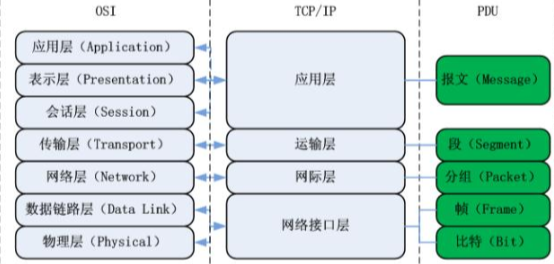 OSI TCP/IP PDU
应用层（Application）
表示层（Presentation） 应用层 报文（Message）
会话层（Session）
传输层（Transport） 运输层 段（Segment）
网络层（Network） 网际层 分组（Packet）
数据链路层（Data Link） 帧（Frame）
网络接口层
物理层（Physical） 比特（Bit）